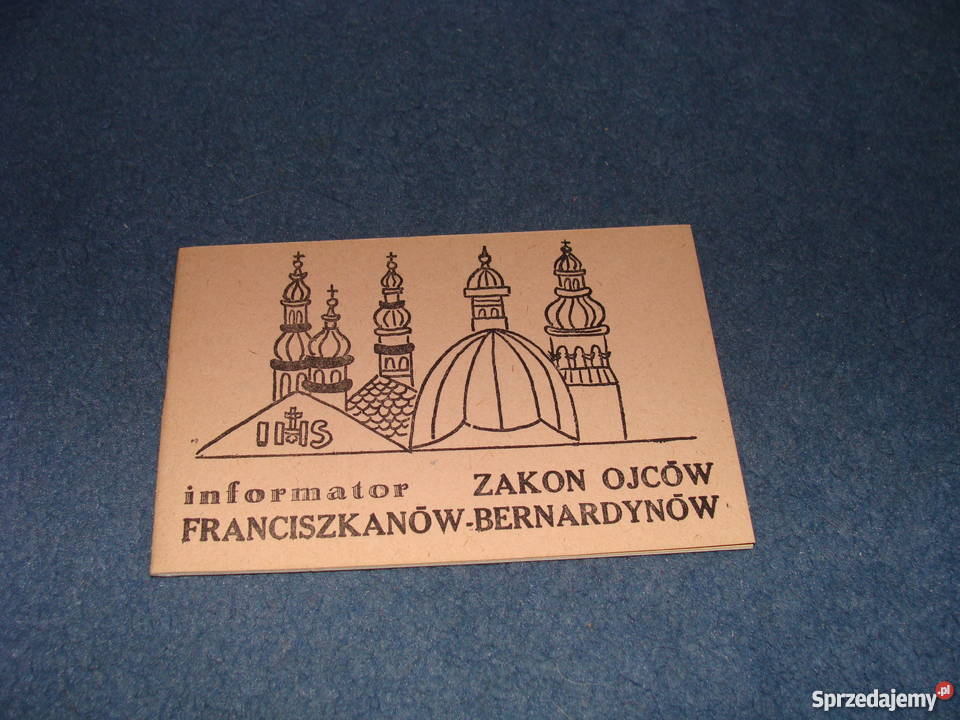 IHS
informator ZAKON OJCÓW
FRANCISZKANÓW-BERNARDYNÓW
Sprzedajemy.pl